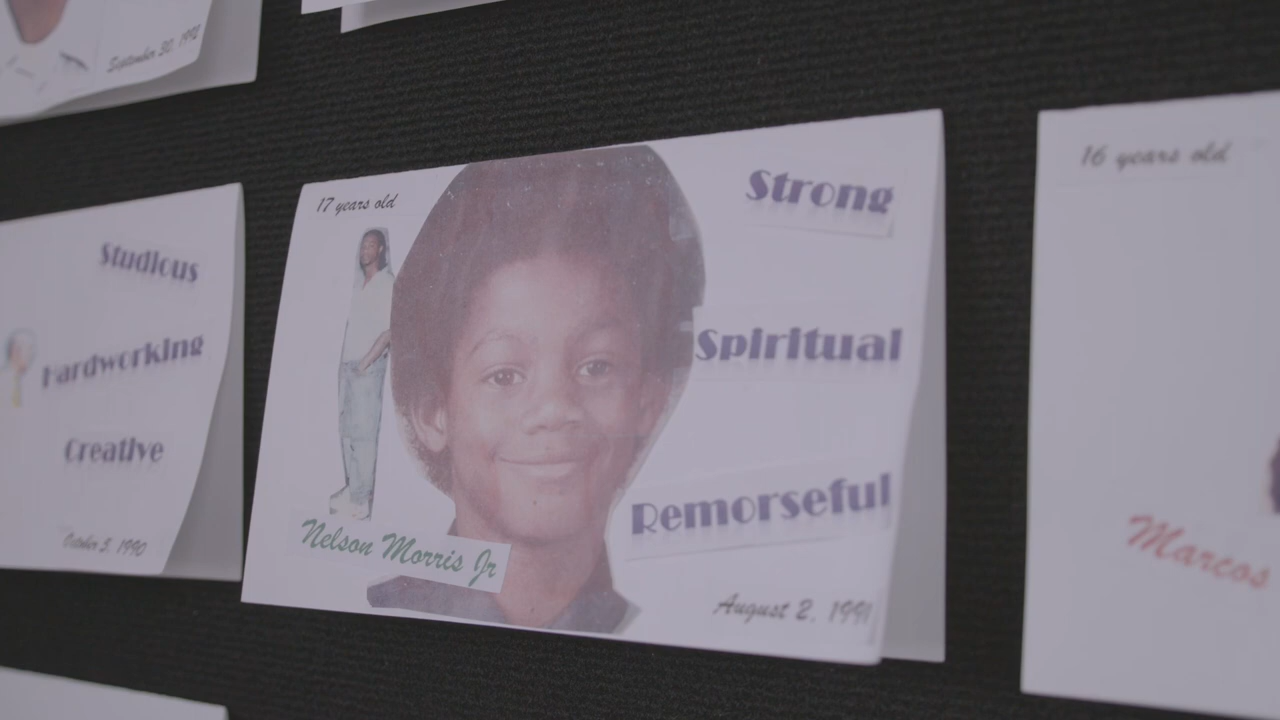 September 30, 199
Studious
Hardworking
Creative
October 5, 1990
17 years old
Strong
Spiritual
Remorseful
Nelson Morris Jr
August 2, 1991
16 years old
Marcos